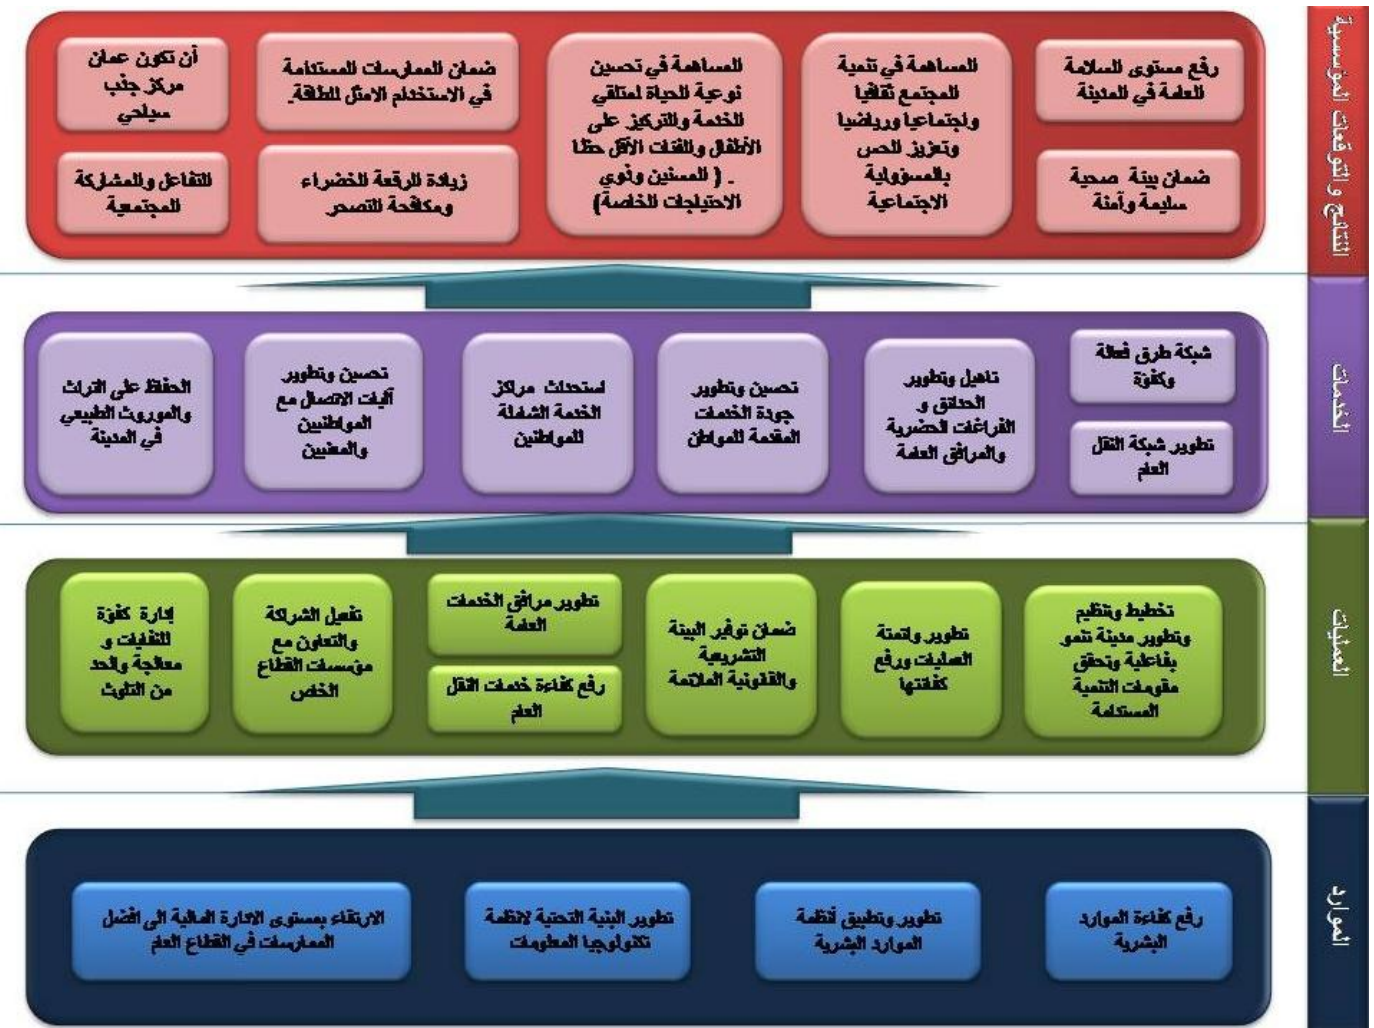 النتائج والتوقعات المؤسسية
رفع مستوى السلامة
العامة في المدينة
ضمان بيئة صحية
سليمة وآمنة
المساهمة في تنمية
المجتمع ثقافيا
واجتماعيا ورياضيا
وتعزيز الحس
بالمسؤولية
الاجتماعية
المساهمة في تحسين
نوعية الحياة لمتلقي
الخدمة والتركيز على
الأطفال والفئات الأقل حظا
. ( المسنين وذوي
الاحتياجات الخاصة)
ضمان الممارسات المستدامة
في الاستخدام الامثل للطاقة.
زيادة الرقعة الخضراء
ومكافحة التصحر
أن تكون عمان
مركز جذب
سياحي
التفاعل والمشاركة
المجتمعية
الخدمات
شبكة طرق فعالة
وكفؤة
تطوير شبكة النقل
العام
تاهيل وتطوير
الحدائق و
الفراغات الحضرية
والمرافق العامة
تحسين وتطوير
جودة الخدمات
المقدمة للمواطن
استحداث مراكز
الخدمة الشاملة
للمواطنين
تحسين وتطوير
آليات الاتصال مع
المواطنيين
والمعنيين
الحفاظ على التراث
والموروث الطبيعي
في المدينة
العمليات
تخطيط وتنظيم
وتطوير مدينة تنمو
بفاعلية وتحقق
مقومات التنمية
المستدامة
تطوير واتمتة
العمليات ورفع
كفائتها
ضمان توفير البيئة
التشريعية
والقانونية الملائمة
تطوير مرافق الخدمات
العامة
رفع كفاءة خدمات النقل
العام
تفعيل الشراكة
والتعاون مع
مؤسسات القطاع
الخاص
إدارة كفؤة
للنفايات و
معالجة والحد
من التلوث
الموارد
رفع كفاءة الموارد
البشرية
تطوير وتطبيق أنظمة
الموارد البشرية
تطوير البنية التحتية لانظمة
تكنولوجيا المعلومات
الارتقاء بمستوى الادارة المالية الى افضل
الممارسات في القطاع العام